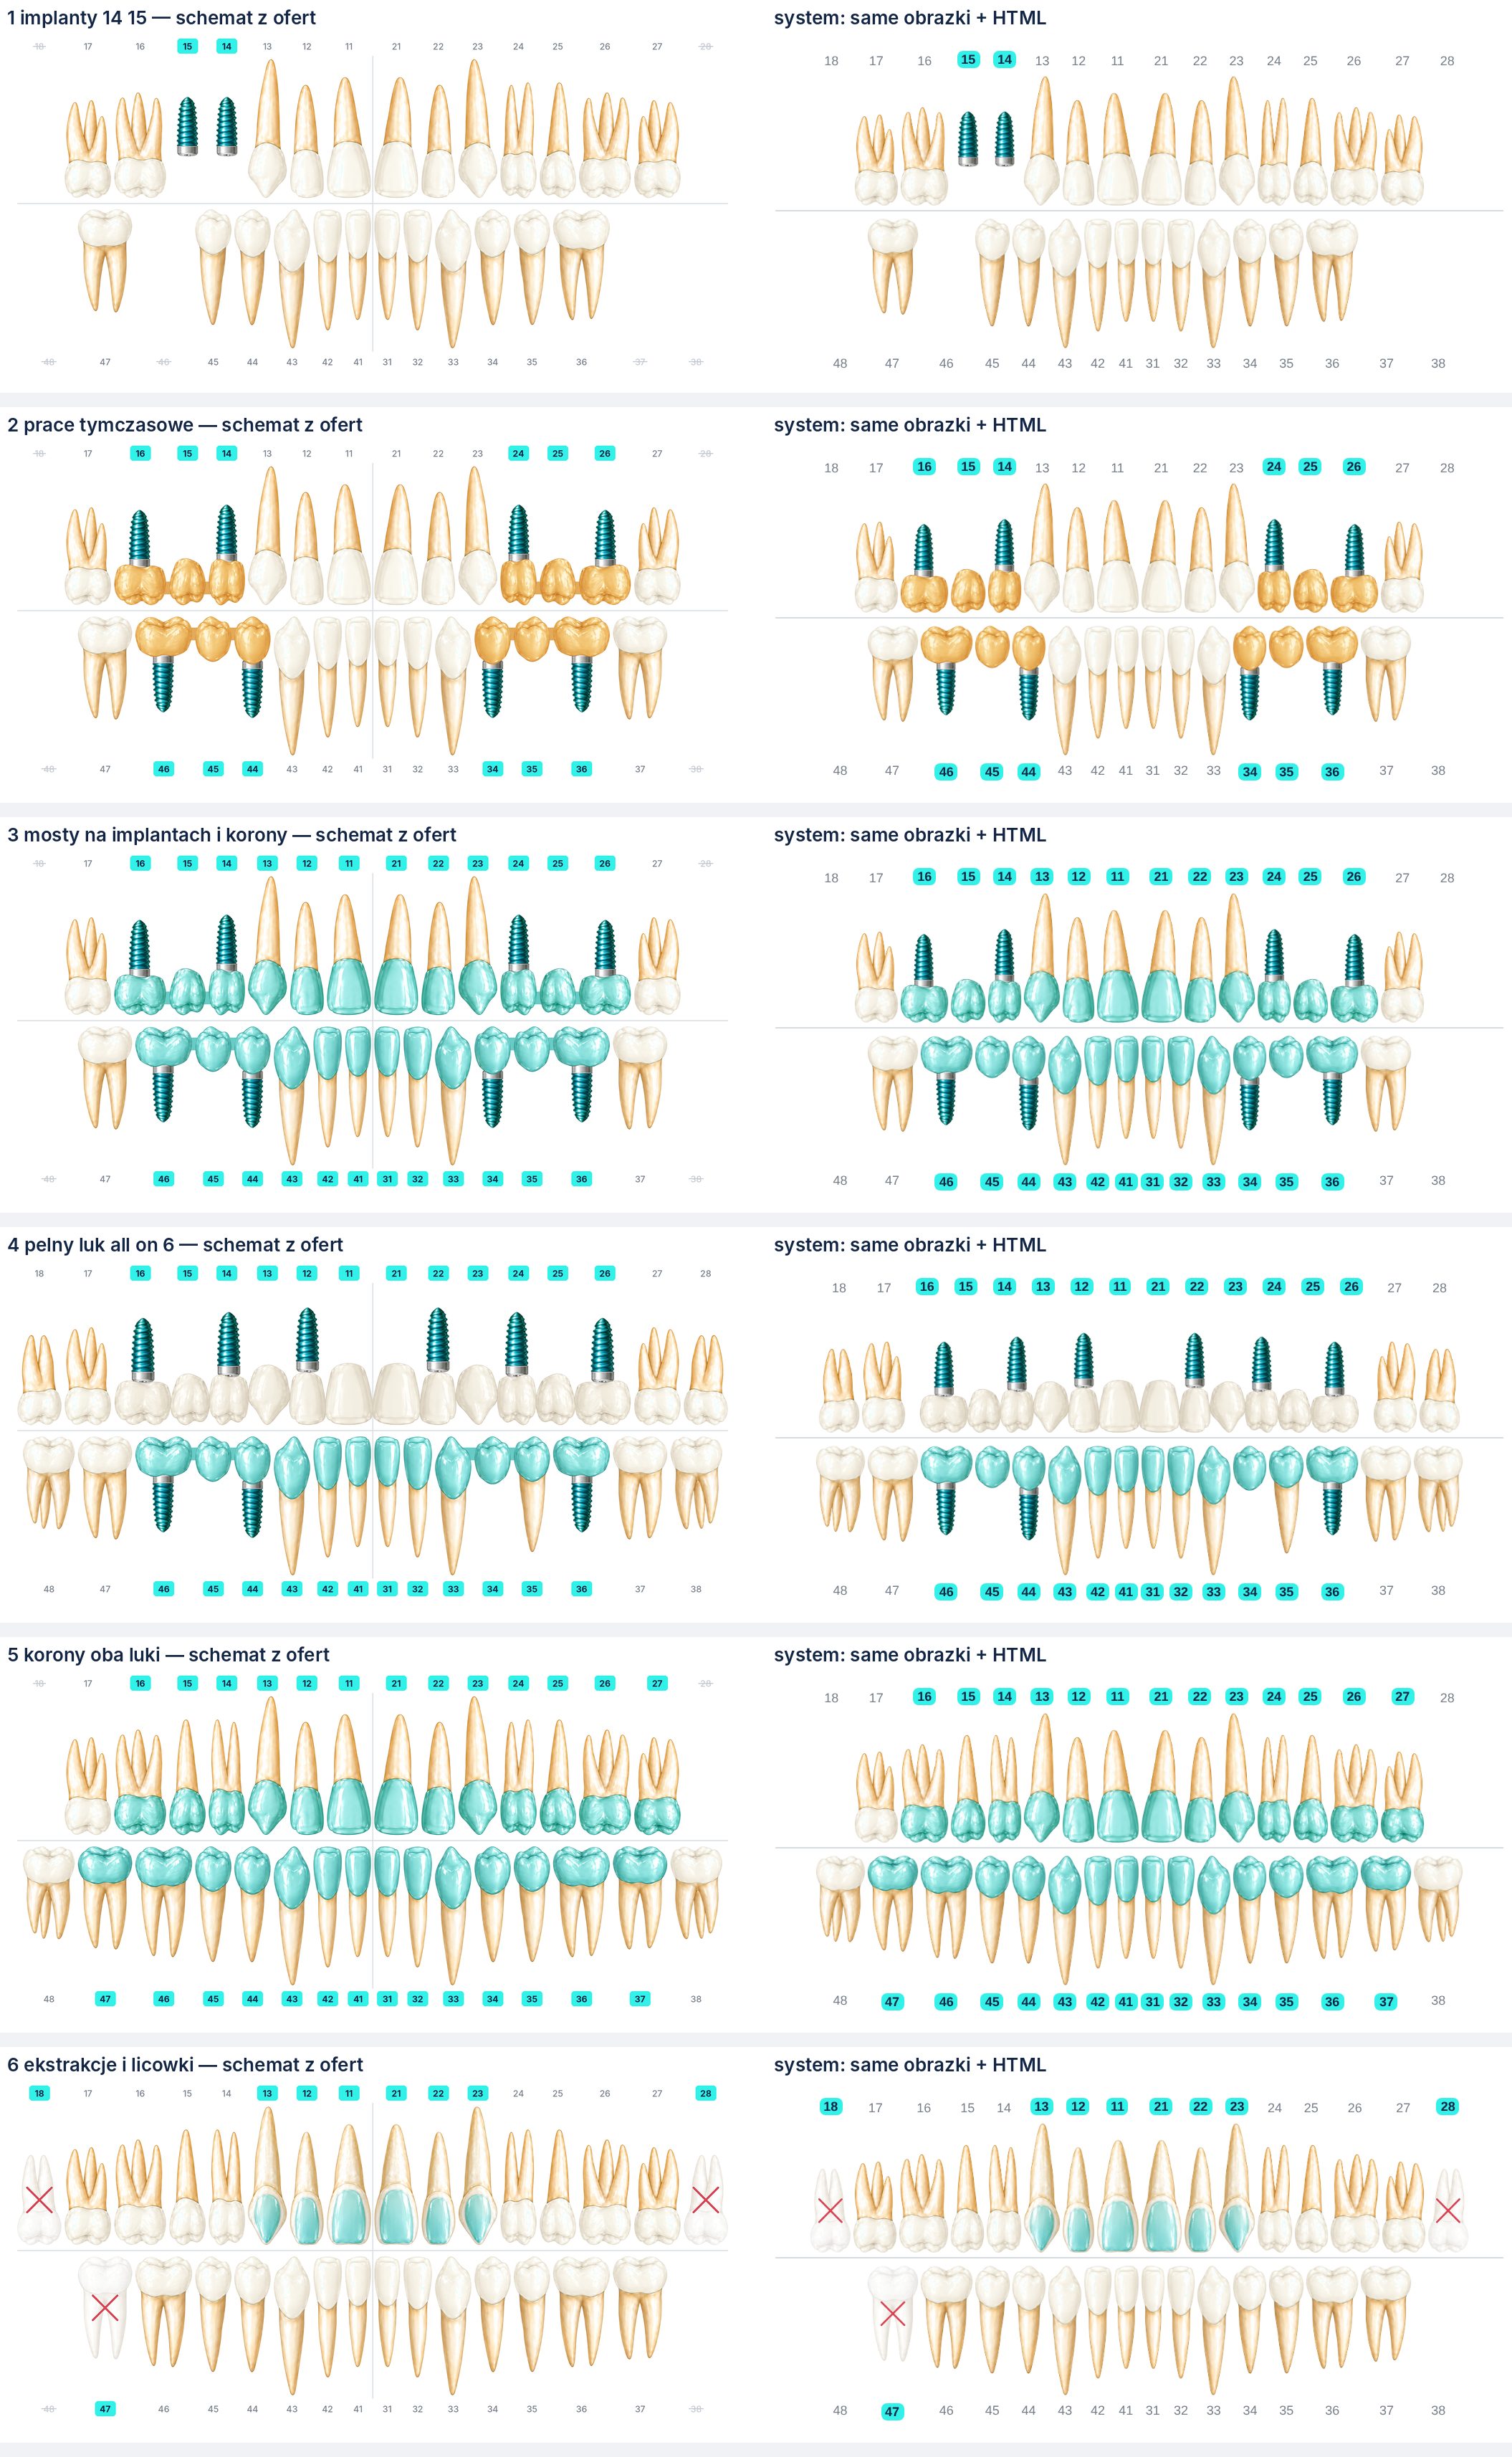 1 implanty 14 15 — schemat z ofert
18 17 16 15 14 13 12 11 21 22 23 24 25 26 27 28
48 47 46 45 44 43 42 41 31 32 33 34 35 36 37 38
system: same obrazki + HTML
18 17 16 15 14 13 12 11 21 22 23 24 25 26 27 28
48 47 46 45 44 43 42 41 31 32 33 34 35 36 37 38
2 prace tymczasowe — schemat z ofert
18 17 16 15 14 13 12 11 21 22 23 24 25 26 27 28
48 47 46 45 44 43 42 41 31 32 33 34 35 36 37 38
system: same obrazki + HTML
18 17 16 15 14 13 12 11 21 22 23 24 25 26 27 28
48 47 46 45 44 43 42 41 31 32 33 34 35 36 37 38
3 mosty na implantach i korony — schemat z ofert
18 17 16 15 14 13 12 11 21 22 23 24 25 26 27 28
48 47 46 45 44 43 42 41 31 32 33 34 35 36 37 38
system: same obrazki + HTML
18 17 16 15 14 13 12 11 21 22 23 24 25 26 27 28
48 47 46 45 44 43 42 41 31 32 33 34 35 36 37 38
4 pelny luk all on 6 — schemat z ofert
18 17 16 15 14 13 12 11 21 22 23 24 25 26 27 28
48 47 46 45 44 43 42 41 31 32 33 34 35 36 37 38
system: same obrazki + HTML
18 17 16 15 14 13 12 11 21 22 23 24 25 26 27 28
48 47 46 45 44 43 42 41 31 32 33 34 35 36 37 38
5 korony oba luki — schemat z ofert
18 17 16 15 14 13 12 11 21 22 23 24 25 26 27 28
48 47 46 45 44 43 42 41 31 32 33 34 35 36 37 38
system: same obrazki + HTML
18 17 16 15 14 13 12 11 21 22 23 24 25 26 27 28
48 47 46 45 44 43 42 41 31 32 33 34 35 36 37 38
6 ekstrakcje i licowki — schemat z ofert
18 17 16 15 14 13 12 11 21 22 23 24 25 26 27 28
48 47 46 45 44 43 42 41 31 32 33 34 35 36 37 38
system: same obrazki + HTML
18 17 16 15 14 13 12 11 21 22 23 24 25 26 27 28
48 47 46 45 44 43 42 41 31 32 33 34 35 36 37 38